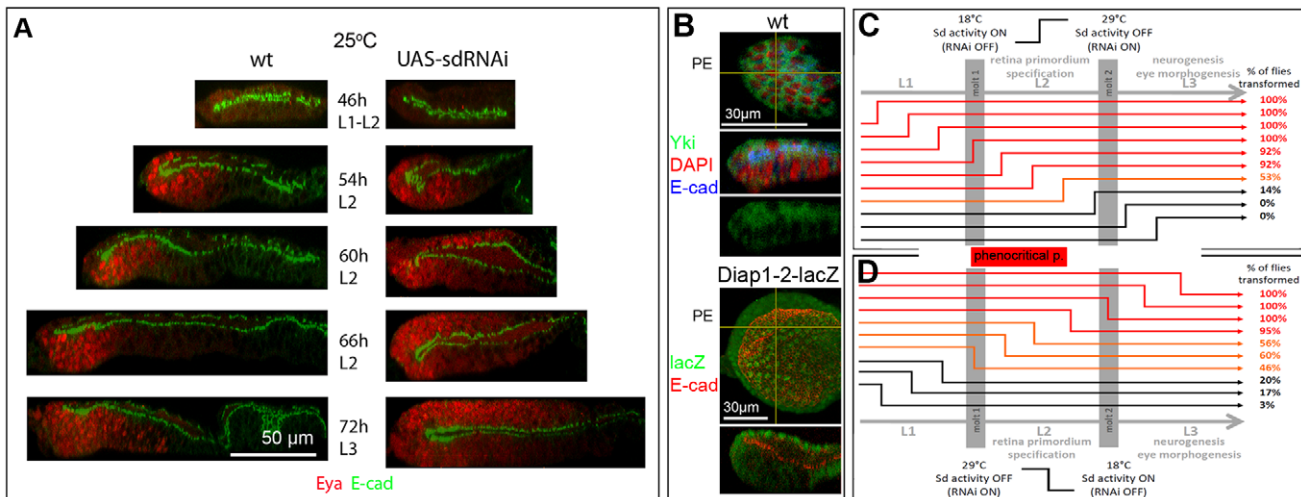 A
25°C
wt
UAS-sdRNAi
46h
L1-L2
54h
L2
60h
L2
66h
L2
72h
L3
50 µm
Eya E-cad
B
wt
PE
30µm
Yki
DAPI
E-cad
Diap1-2-lacZ
PE
lacZ
E-cad
30µm
C
18°C
Sd activity ON
(RNAi OFF)
29°C
Sd activity OFF
(RNAi ON)
retina primordium
specification
neurogenesis
eye morphogenesis
L1
molt 1
L2
molt 2
L3
% of flies
transformed
100%
100%
100%
100%
92%
92%
53%
14%
0%
0%
phenocritical p.
D
% of flies
transformed
100%
100%
100%
95%
56%
60%
46%
20%
17%
3%
L1
molt 1
L2
molt 2
L3
retina primordium
specification
neurogenesis
eye morphogenesis
29°C
Sd activity OFF
(RNAi ON)
18°C
Sd activity ON
(RNAi OFF)